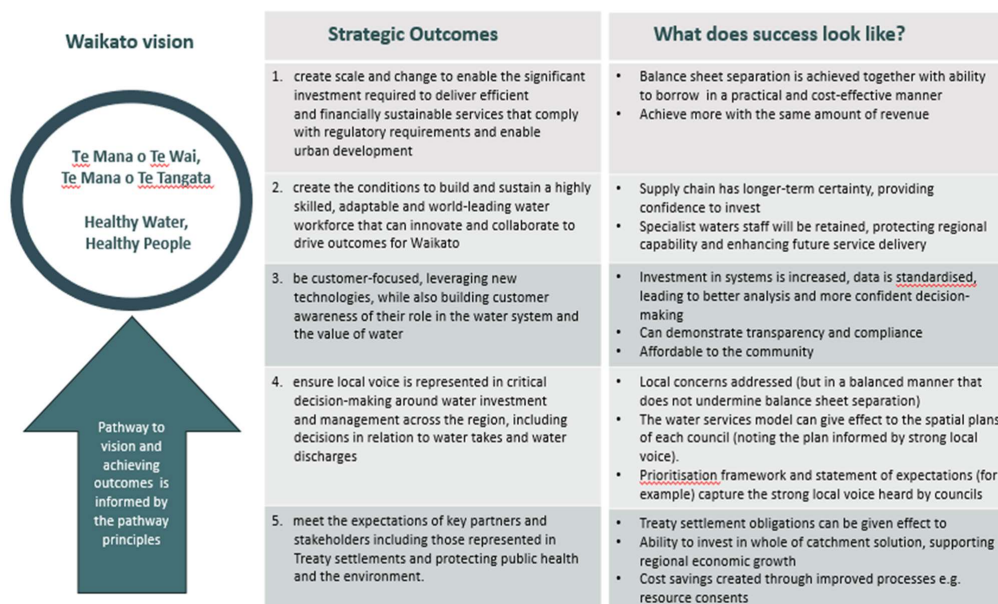 Waikato vision
Te Mana o Te Wai,
Te Mana o Te Tangata
Healthy Water,
Healthy People
Pathway to
vision and
achieving
outcomes is
informed by
the pathway
principles
Strategic Outcomes
What does success look like?
1. create scale and change to enable the significant
investment required to deliver efficient
and financially sustainable services that comply
with regulatory requirements and enable
urban development
• Balance sheet separation is achieved together with ability
to borrow in a practical and cost-effective manner
• Achieve more with the same amount of revenue
2. create the conditions to build and sustain a highly
skilled, adaptable and world-leading water
workforce that can innovate and collaborate to
drive outcomes for Waikato
• Supply chain has longer-term certainty, providing
confidence to invest
• Specialist waters staff will be retained, protecting regional
capability and enhancing future service delivery
3. be customer-focused, leveraging new
technologies, while also building customer
awareness of their role in the water system and
the value of water
• Investment in systems is increased, data is standardised,
leading to better analysis and more confident decision-
making
• Can demonstrate transparency and compliance
• Affordable to the community
4. ensure local voice is represented in critical
decision-making around water investment
and management across the region, including
decisions in relation to water takes and water
discharges
• Local concerns addressed (but in a balanced manner that
does not undermine balance sheet separation)
• The water services model can give effect to the spatial plans
of each council (noting the plan informed by strong local
voice).
• Prioritisation framework and statement of expectations (for
example) capture the strong local voice heard by councils
5. meet the expectations of key partners and
stakeholders including those represented in
Treaty settlements and protecting public health
and the environment.
• Treaty settlement obligations can be given effect to
• Ability to invest in whole of catchment solution, supporting
regional economic growth
• Cost savings created through improved processes e.g.
resource consents